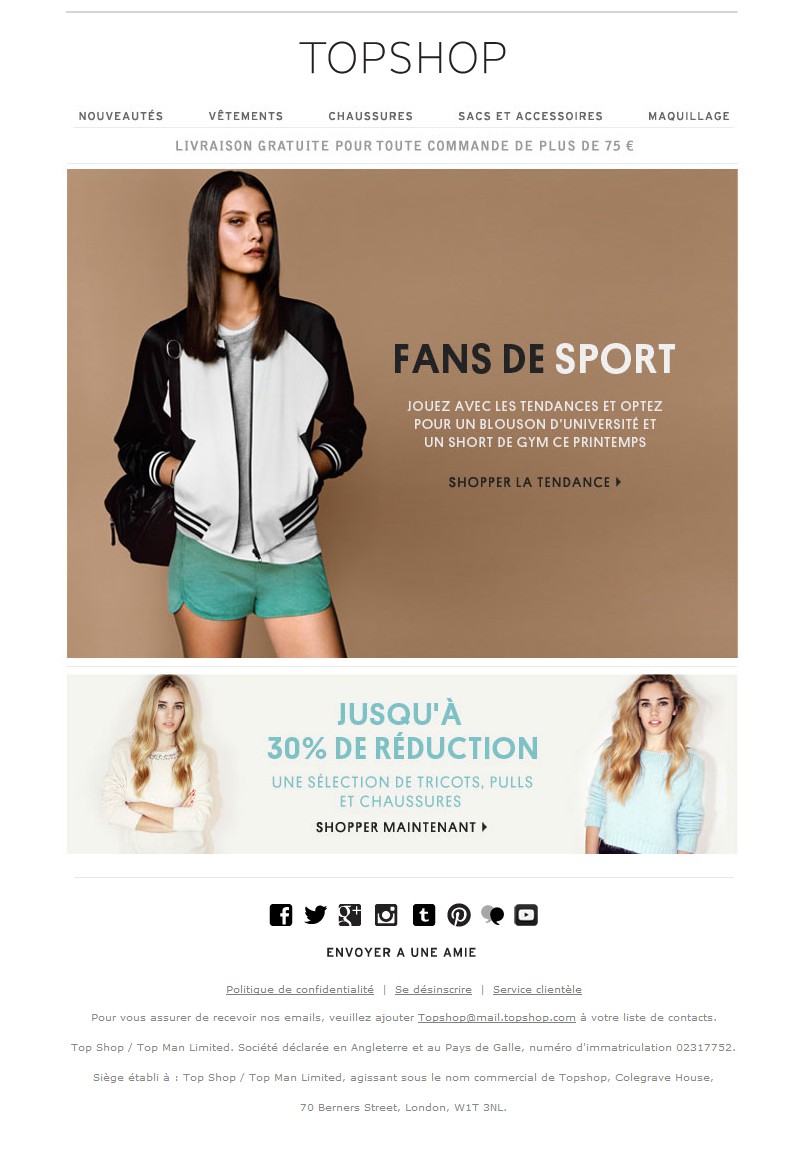 TOPSHOP
NOUVEAUTÉS VÊTEMENTS CHAUSSURES SACS ET ACCESSOIRES MAQUILLAGE
LIVRAISON GRATUITE POUR TOUTE COMMANDE DE PLUS DE 75 €
FANS DE SPORT
JOUEZ AVEC LES TENDANCES ET OPTEZ
POUR UN BLOUSON D'UNIVERSITÉ ET
UN SHORT DE GYM CE PRINTEMPS
SHOPPER LA TENDANCE
JUSQU'À
30% DE RÉDUCTION
UNE SÉLECTION DE TRICOTS, PULLS
ET CHAUSSURES
SHOPPER MAINTENANT
ENVOYER A UNE AMIE
Politique de confidentialité | Se désinscrire | Service clientèle
Pour vous assurer de recevoir nos emails, veuillez ajouter Topshop@mail.topshop.com à votre liste de contacts.
Top Shop / Top Man Limited. Société déclarée en Angleterre et au Pays de Galle, numéro d'immatriculation 02317752.
Siège établi à : Top Shop / Top Man Limited, agissant sous le nom commercial de Topshop, Colegrave House,
70 Berners Street, London, W1T 3NL.